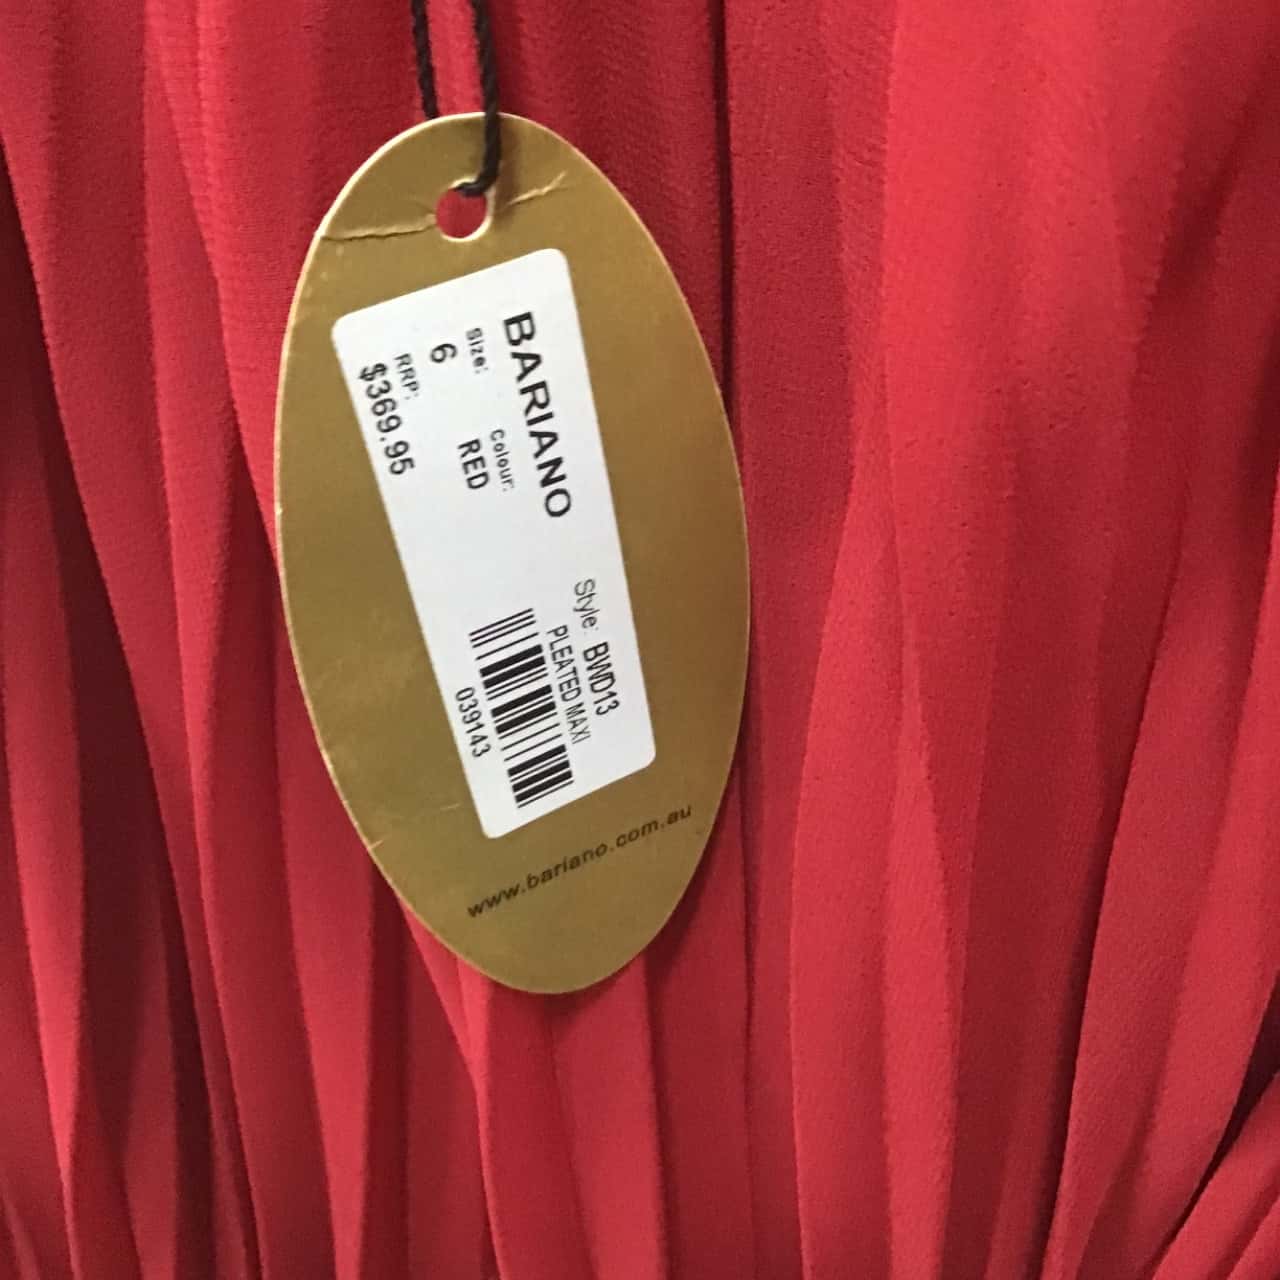 BARIANO
Size: Colour:
6 RED
RRP:
$369.95
Style: BWD13
PLEATED MAXI
039143
www.bariano.com.au